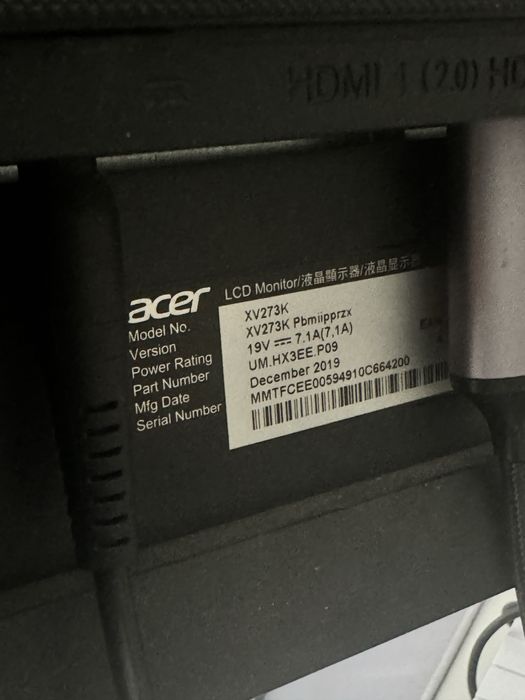 HDMI 1 (2.0)
acer LCD Monitor/液晶顯示器/液晶显示器
Model No. XV273K
Version XV273K Pbmiipprzx
Power Rating 19V ⎓ 7.1A(7,1A)
Part Number UM.HX3EE.P09
Mfg Date December 2019
Serial Number MMTFCEE00594910C664200